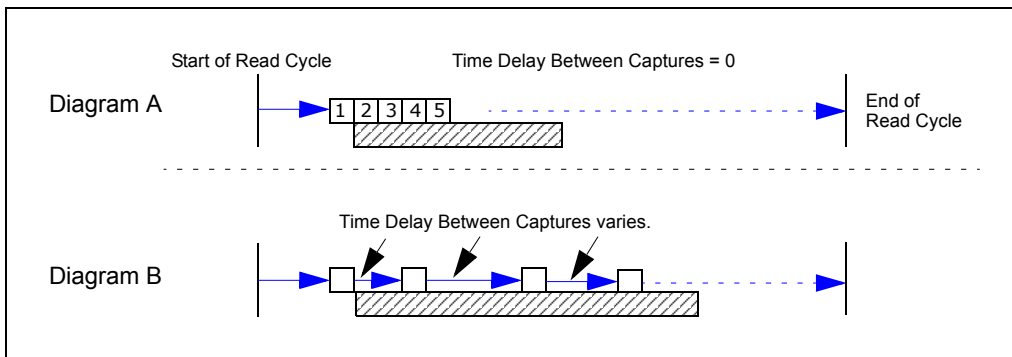 Start of Read Cycle
Time Delay Between Captures = 0
Diagram A
1 2 3 4 5
End of
Read Cycle
Time Delay Between Captures varies.
Diagram B